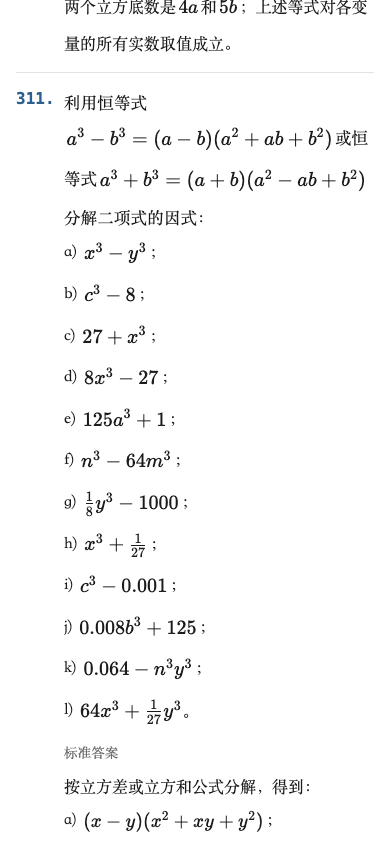 两个立方底数是 4a 和 5b；上述等式对各变
量的所有实数取值成立。
311. 利用恒等式
a³ − b³ = (a − b)(a² + ab + b²) 或恒
等式 a³ + b³ = (a + b)(a² − ab + b²)
分解二项式的因式：
a) x³ − y³；
b) c³ − 8；
c) 27 + x³；
d) 8x³ − 27；
e) 125a³ + 1；
f) n³ − 64m³；
g) 1/8 y³ − 1000；
h) x³ + 1/27；
i) c³ − 0.001；
j) 0.008b³ + 125；
k) 0.064 − n³y³；
l) 64x³ + 1/27 y³。
标准答案
按立方差或立方和公式分解，得到：
a) (x − y)(x² + xy + y²)；